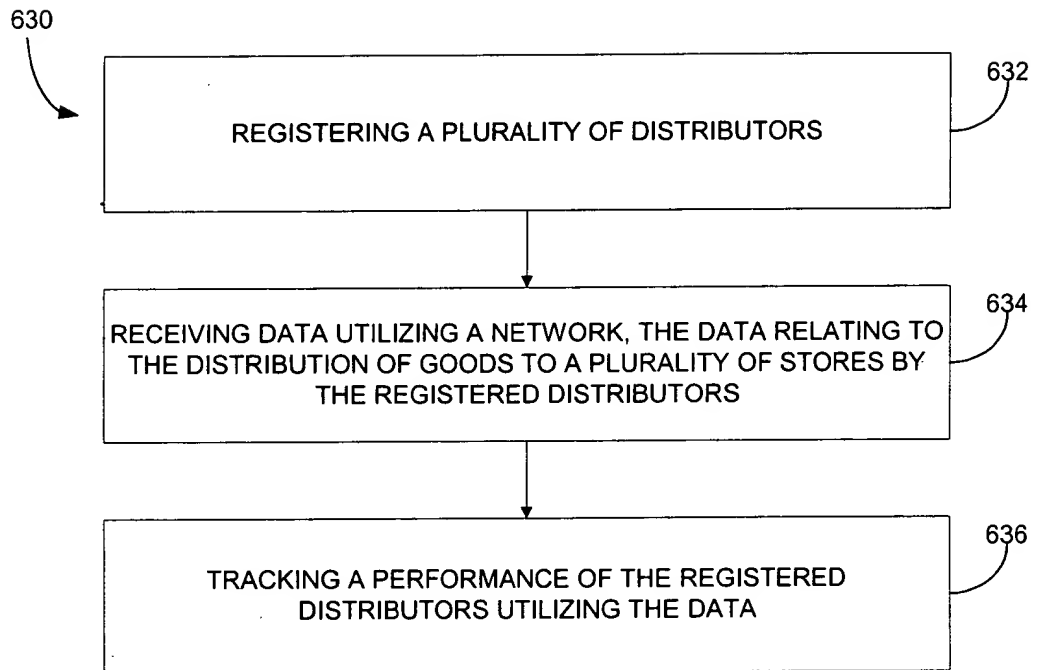 630
632
REGISTERING A PLURALITY OF DISTRIBUTORS
634
RECEIVING DATA UTILIZING A NETWORK, THE DATA RELATING TO
THE DISTRIBUTION OF GOODS TO A PLURALITY OF STORES BY
THE REGISTERED DISTRIBUTORS
636
TRACKING A PERFORMANCE OF THE REGISTERED
DISTRIBUTORS UTILIZING THE DATA